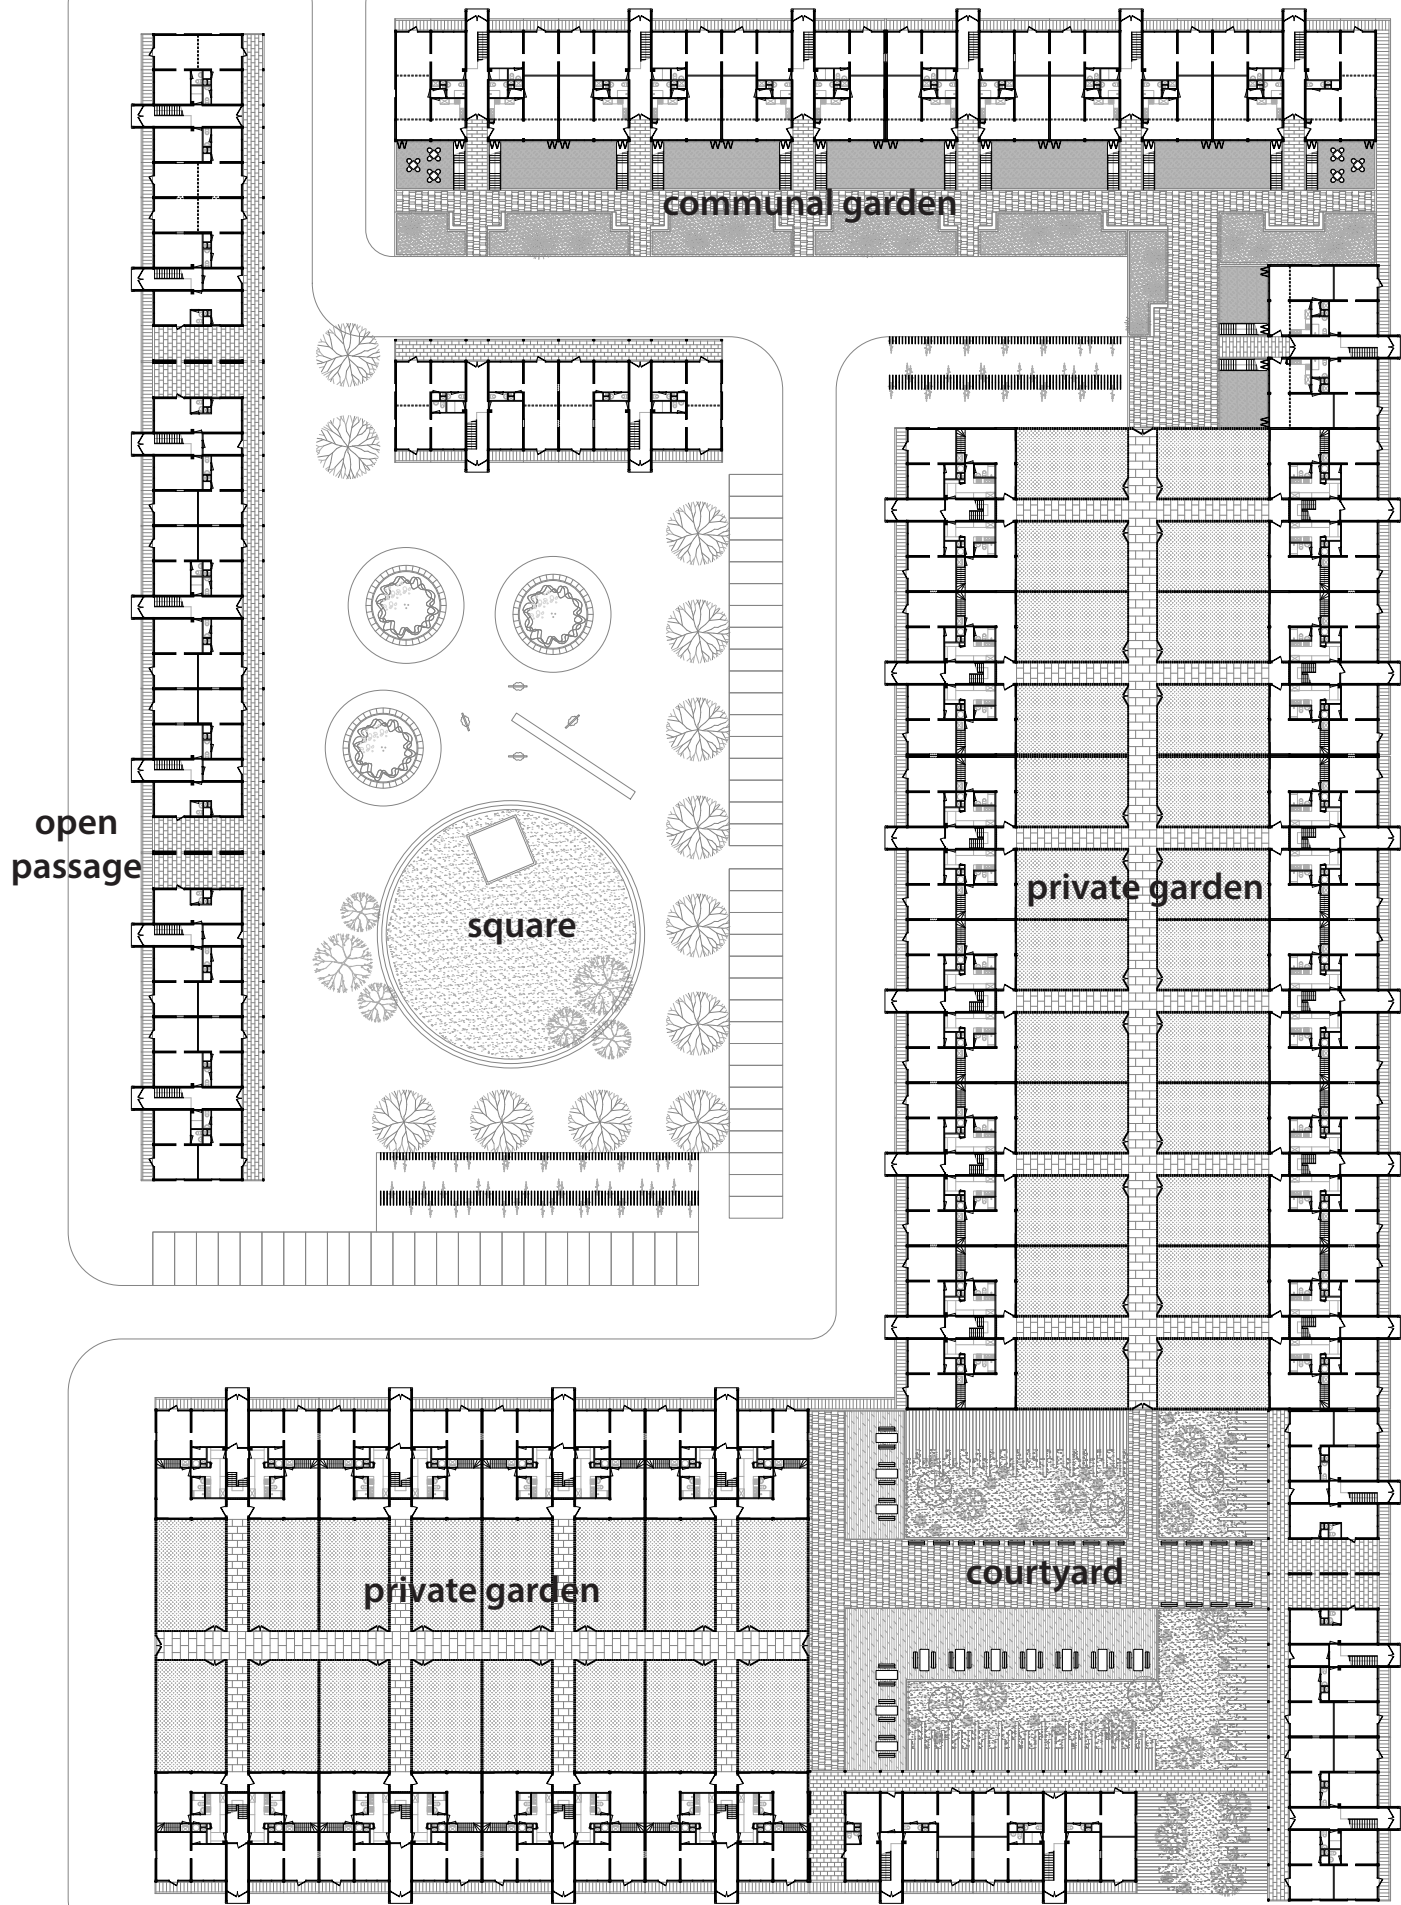 communal garden
open
passage
private garden
square
private garden
courtyard